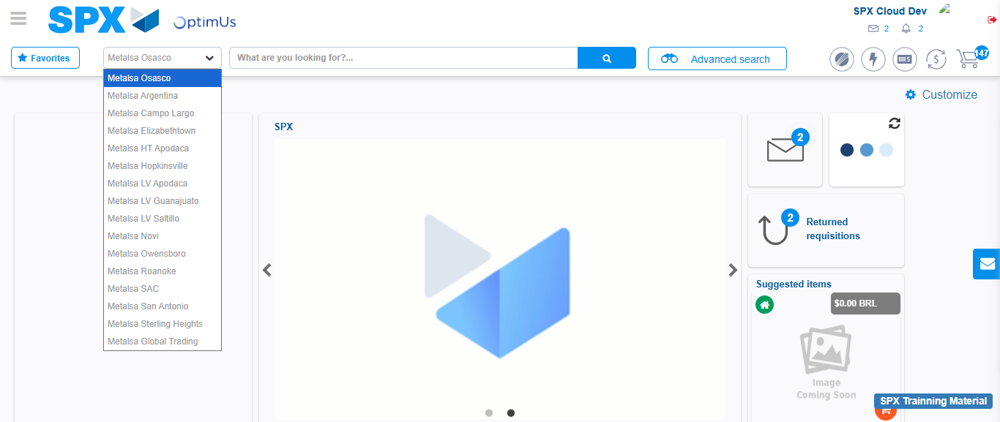 SPX
OptimUs
SPX Cloud Dev
2
2
Favorites
Metalsa Osasco
What are you looking for?...
Advanced search
147
Metalsa Osasco
Metalsa Argentina
Metalsa Campo Largo
Metalsa Elizabethtown
Metalsa HT Apodaca
Metalsa Hopkinsville
Metalsa LV Apodaca
Metalsa LV Guanajuato
Metalsa LV Saltillo
Metalsa Novi
Metalsa Owensboro
Metalsa Roanoke
Metalsa SAC
Metalsa San Antonio
Metalsa Sterling Heights
Metalsa Global Trading
Customize
SPX
2
2
Returned
requisitions
Suggested items
$0.00 BRL
Image
Coming Soon
SPX Trainning Material